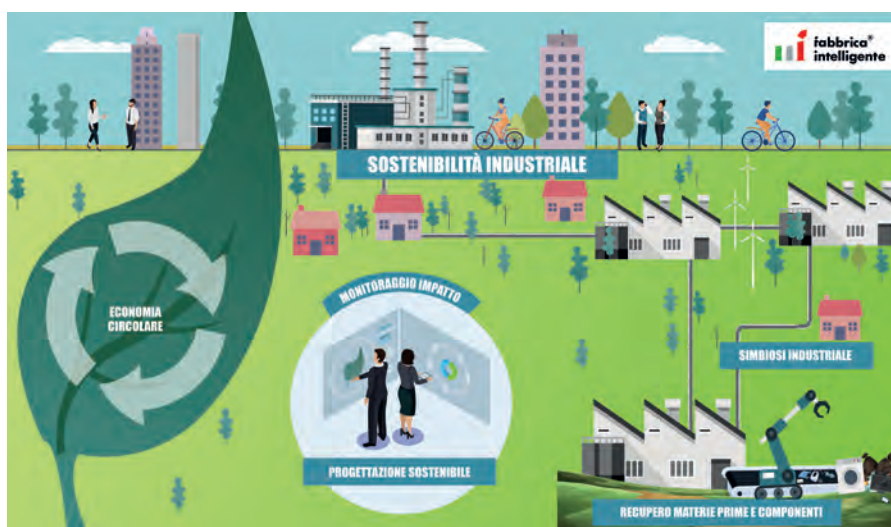 fabbrica®
intelligente
SOSTENIBILITÀ INDUSTRIALE
ECONOMIA
CIRCOLARE
MONITORAGGIO IMPATTO
PROGETTAZIONE SOSTENIBILE
SIMBIOSI INDUSTRIALE
RECUPERO MATERIE PRIME E COMPONENTI